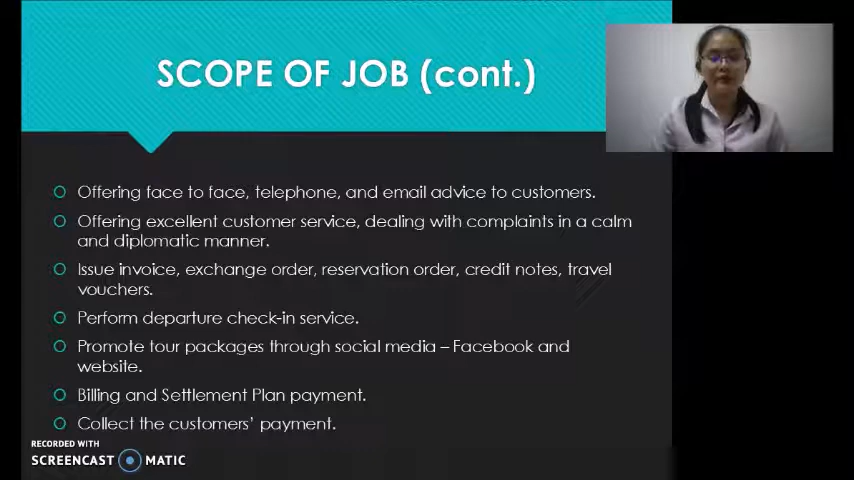 SCOPE OF JOB (cont.)
Offering face to face, telephone, and email advice to customers.
Offering excellent customer service, dealing with complaints in a calm
and diplomatic manner.
Issue invoice, exchange order, reservation order, credit notes, travel
vouchers.
Perform departure check-in service.
Promote tour packages through social media – Facebook and
website.
Billing and Settlement Plan payment.
Collect the customers’ payment.
RECORDED WITH
SCREENCAST MATIC